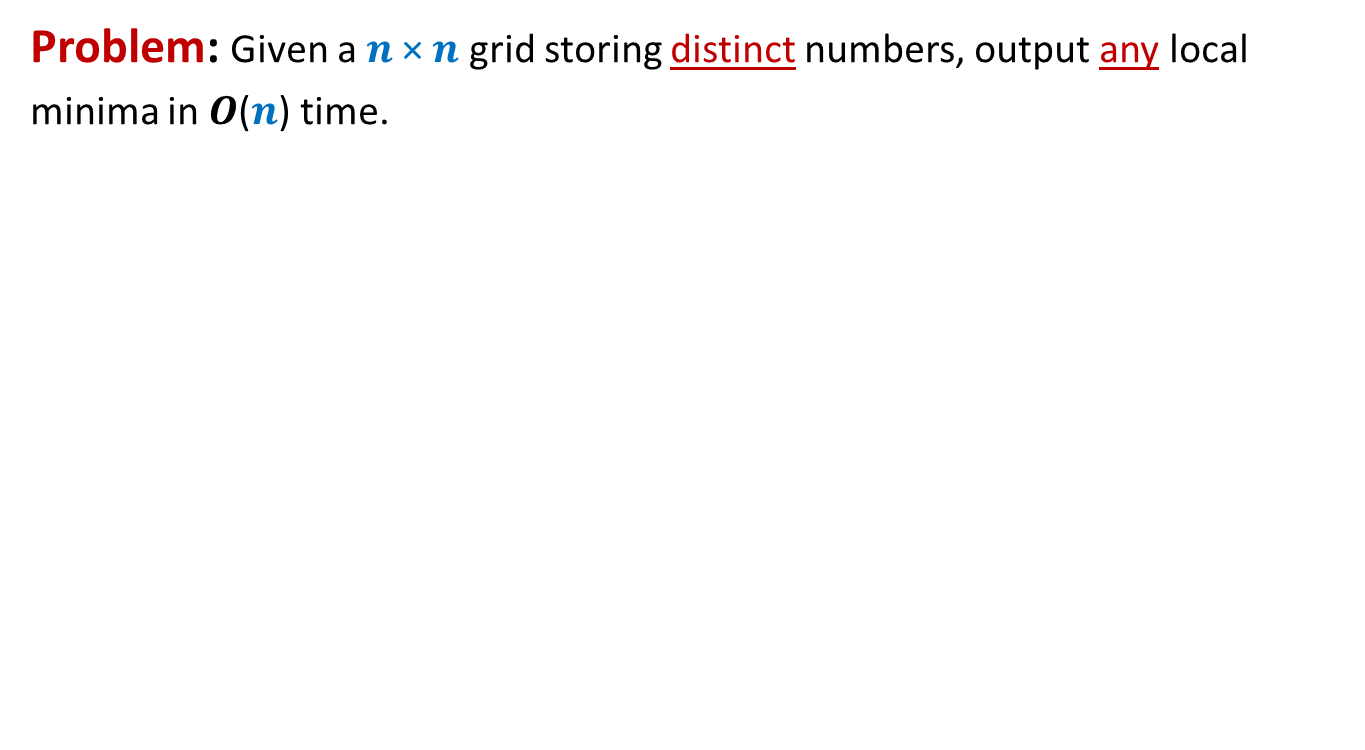 Problem: Given a n × n grid storing distinct numbers, output any local
minima in O(n) time.